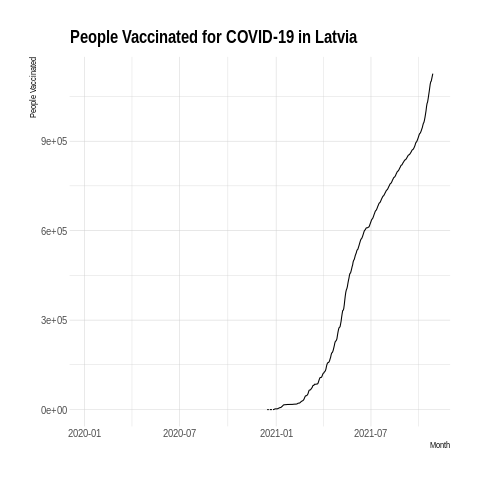 People Vaccinated for COVID-19 in Latvia
People Vaccinated
9e+05
6e+05
3e+05
0e+00
2020-01 2020-07 2021-01 2021-07
Month